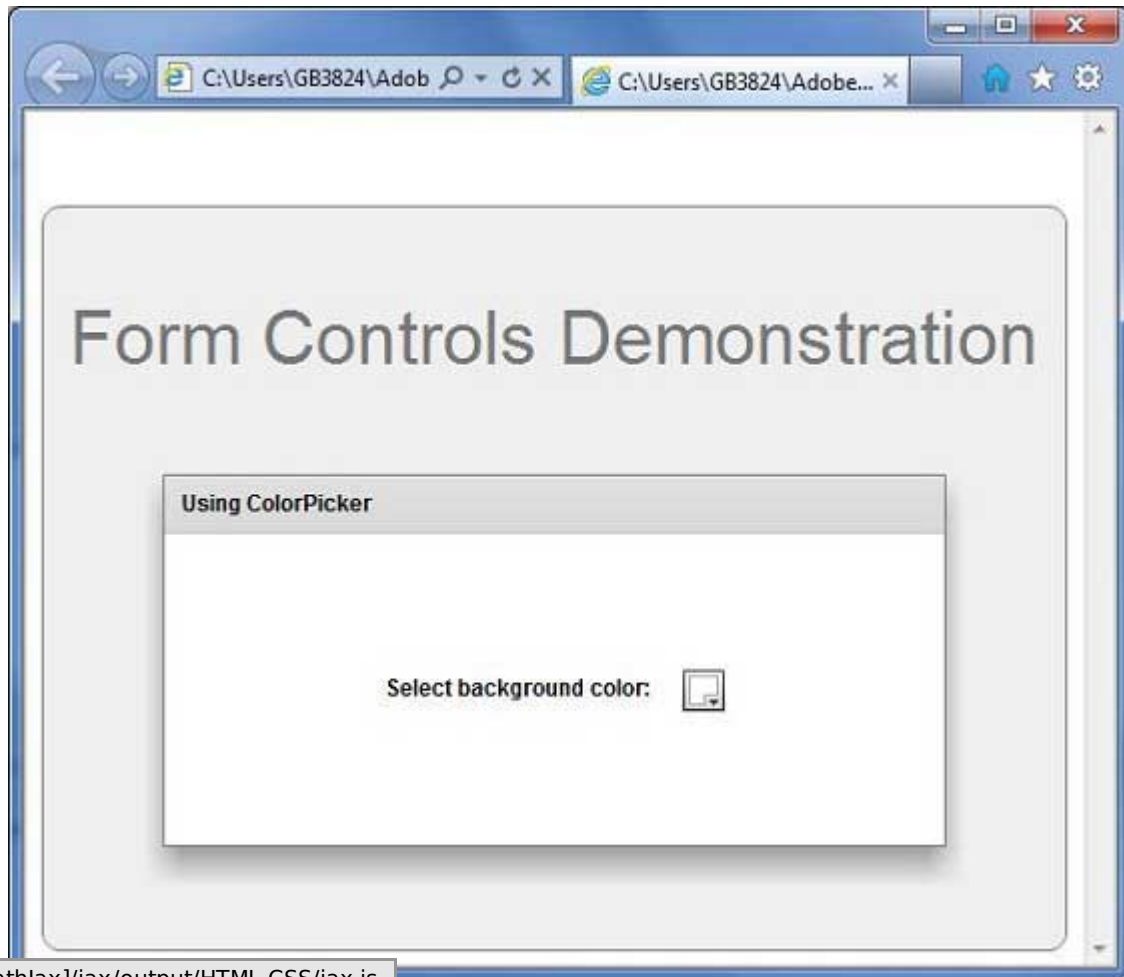 C:\Users\GB3824\Adob
C:\Users\GB3824\Adobe...
Form Controls Demonstration
Using ColorPicker
Select background color:
thJax]/jax/output/HTML-CSS/jax.js